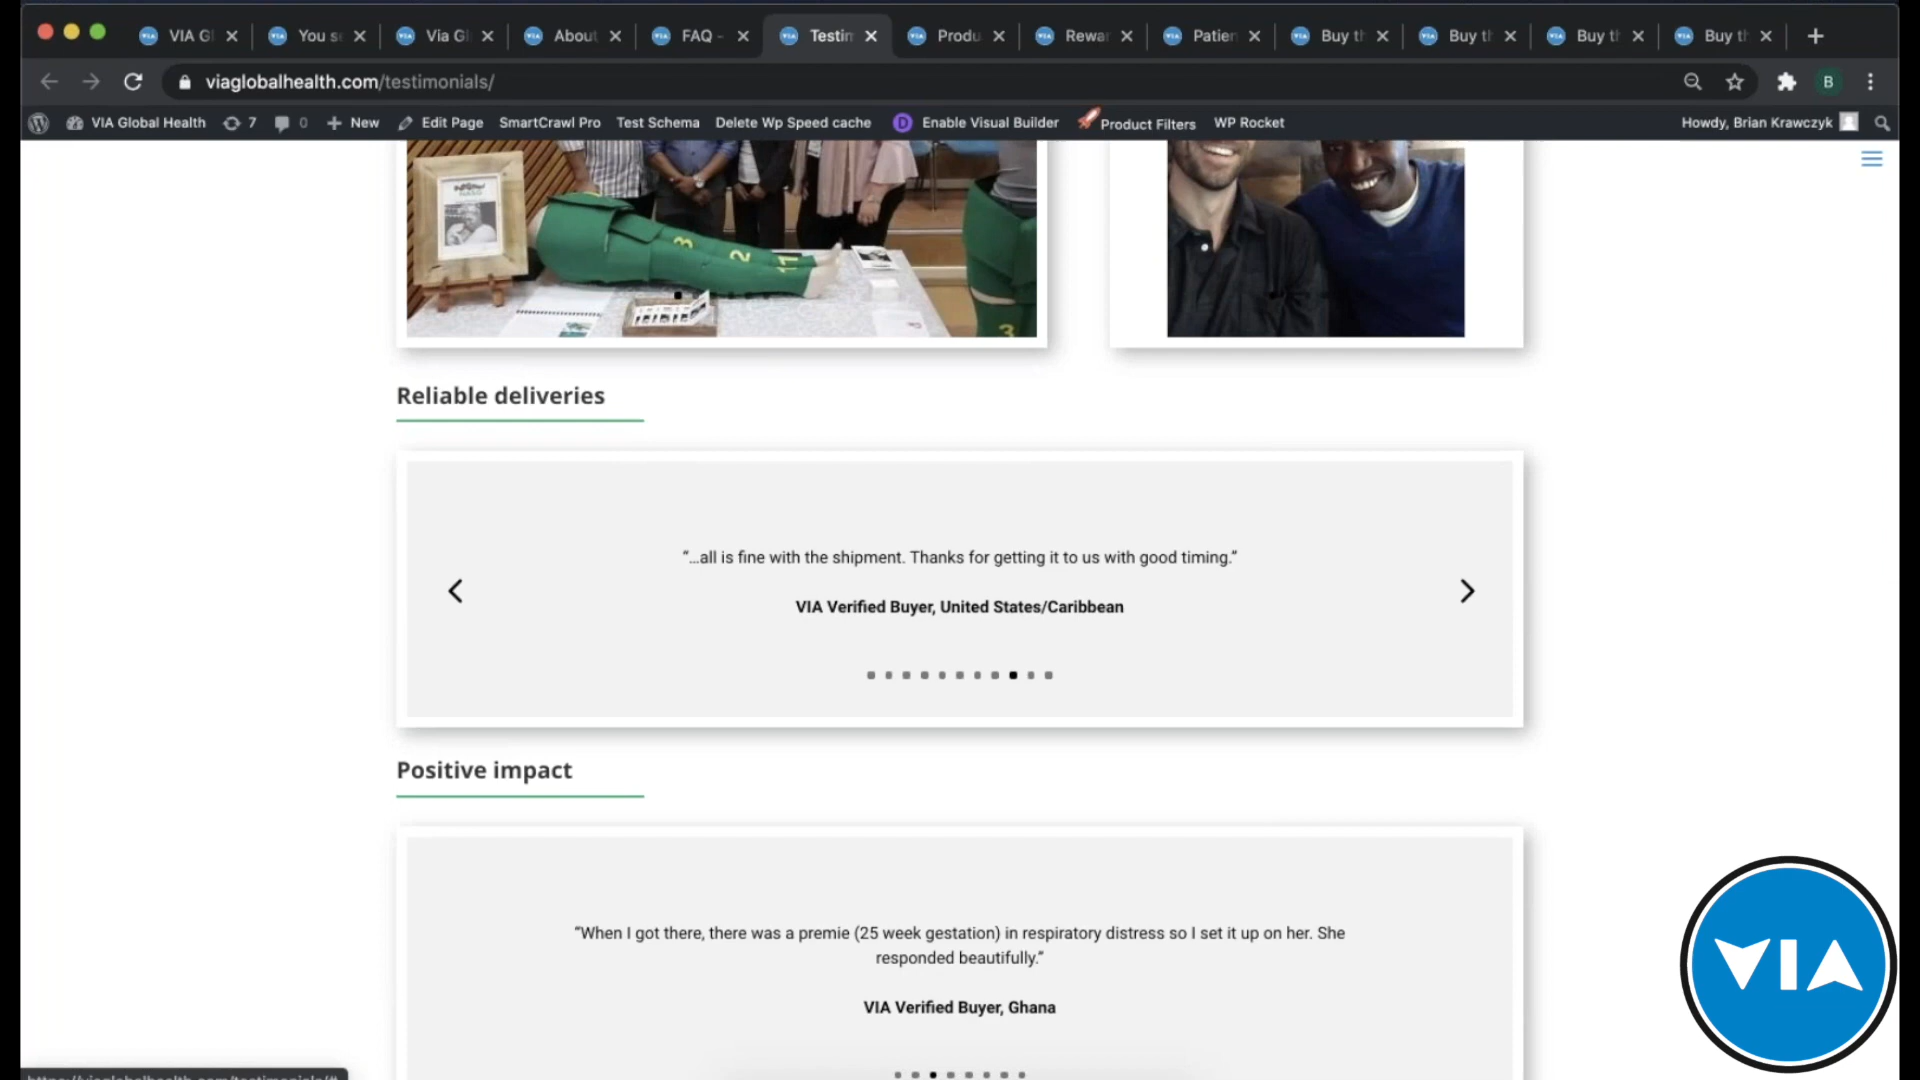 VIA Gl
You se
Via Gl
About
FAQ -
Testim
Produ
Rewar
Patien
Buy th
Buy th
Buy th
Buy th
viaglobalhealth.com/testimonials/
B
VIA Global Health
7
0
New
Edit Page
SmartCrawl Pro
Test Schema
Delete Wp Speed cache
D
Enable Visual Builder
Product Filters
WP Rocket
Howdy, Brian Krawczyk
3
2
11
3
Reliable deliveries
“...all is fine with the shipment. Thanks for getting it to us with good timing.”
VIA Verified Buyer, United States/Caribbean
Positive impact
“When I got there, there was a premie (25 week gestation) in respiratory distress so I set it up on her. She
responded beautifully.”
VIA Verified Buyer, Ghana
VIA